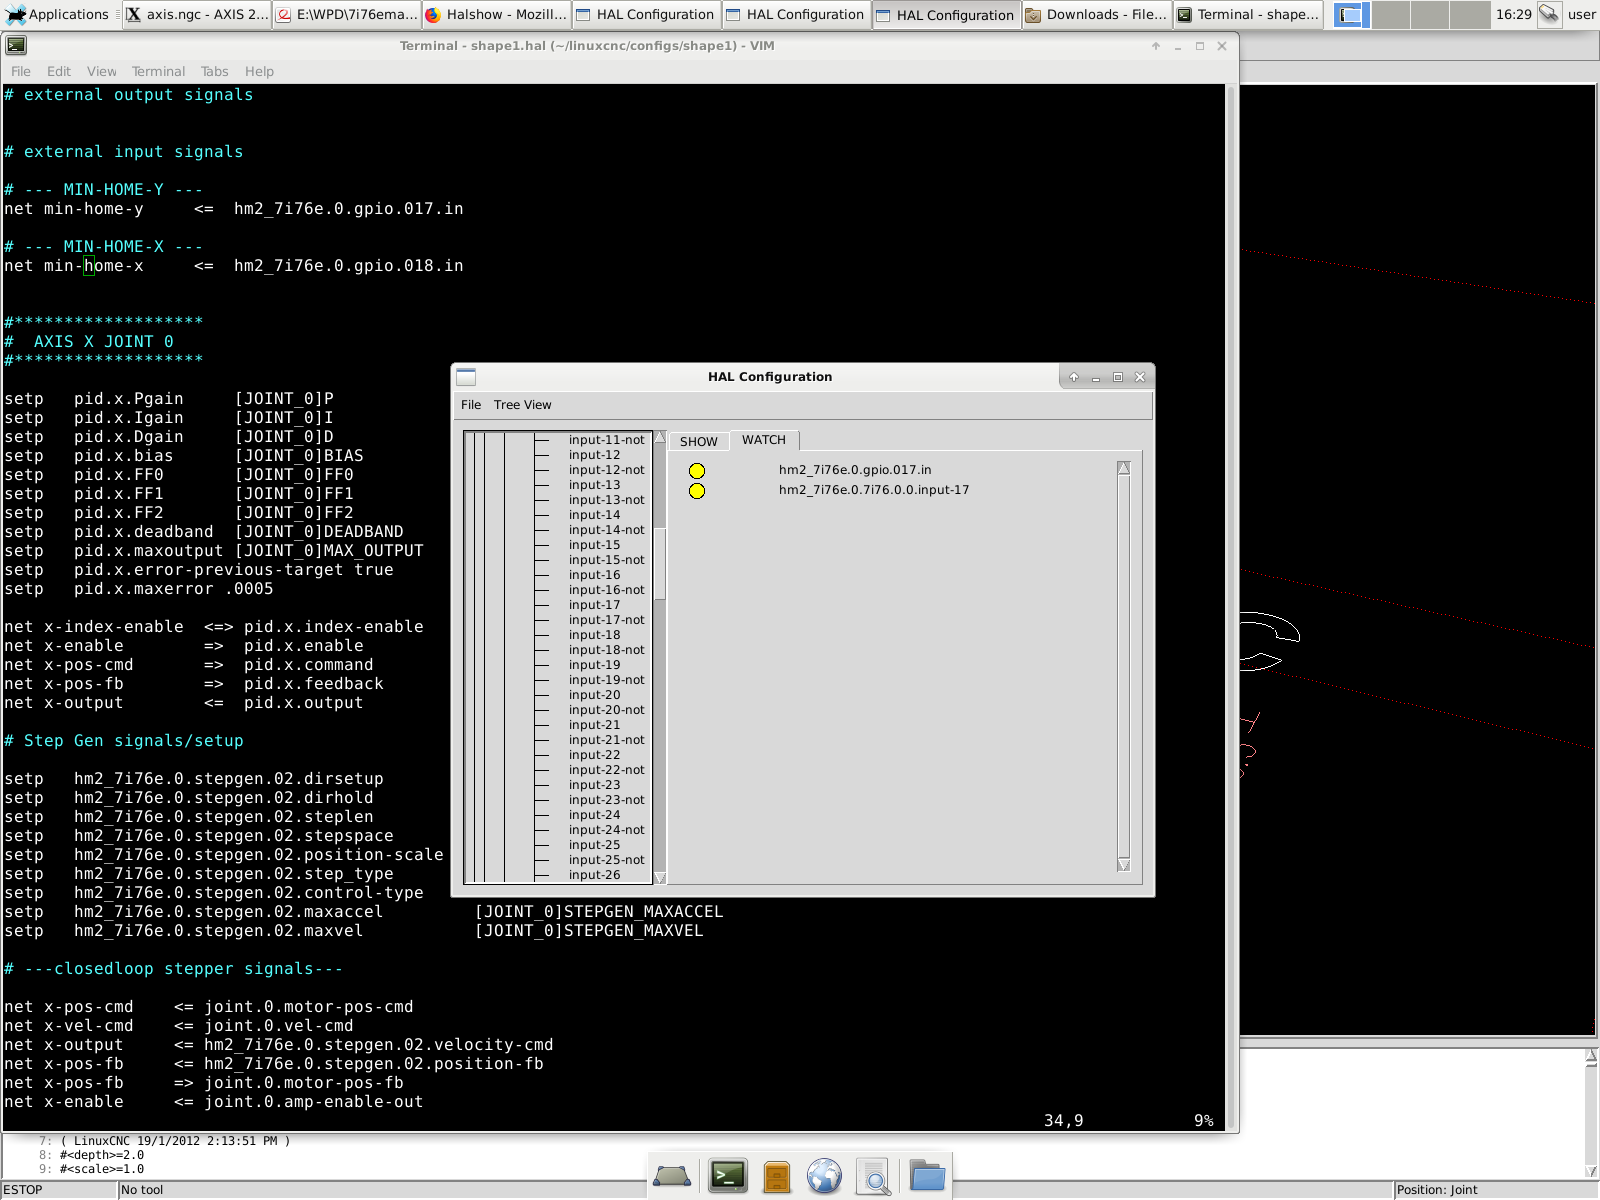 Applications
axis.ngc - AXIS 2...
E:\WPD\7i76ema...
Halshow - Mozill...
HAL Configuration
HAL Configuration
HAL Configuration
Downloads - File...
Terminal - shape...
16:29
user
Terminal - shape1.hal (~/linuxcnc/configs/shape1) - VIM
File Edit View Terminal Tabs Help
# external output signals
# external input signals
# --- MIN-HOME-Y ---
net min-home-y     <=  hm2_7i76e.0.gpio.017.in
# --- MIN-HOME-X ---
net min-home-x     <=  hm2_7i76e.0.gpio.018.in
#*******************
#  AXIS X JOINT 0
#*******************
setp   pid.x.Pgain     [JOINT_0]P
setp   pid.x.Igain     [JOINT_0]I
setp   pid.x.Dgain     [JOINT_0]D
setp   pid.x.bias      [JOINT_0]BIAS
setp   pid.x.FF0       [JOINT_0]FF0
setp   pid.x.FF1       [JOINT_0]FF1
setp   pid.x.FF2       [JOINT_0]FF2
setp   pid.x.deadband  [JOINT_0]DEADBAND
setp   pid.x.maxoutput [JOINT_0]MAX_OUTPUT
setp   pid.x.error-previous-target true
setp   pid.x.maxerror .0005
net x-index-enable  <=> pid.x.index-enable
net x-enable        =>  pid.x.enable
net x-pos-cmd       =>  pid.x.command
net x-pos-fb        =>  pid.x.feedback
net x-output        <=  pid.x.output
# Step Gen signals/setup
setp   hm2_7i76e.0.stepgen.02.dirsetup
setp   hm2_7i76e.0.stepgen.02.dirhold
setp   hm2_7i76e.0.stepgen.02.steplen
setp   hm2_7i76e.0.stepgen.02.stepspace
setp   hm2_7i76e.0.stepgen.02.position-scale
setp   hm2_7i76e.0.stepgen.02.step_type
setp   hm2_7i76e.0.stepgen.02.control-type
setp   hm2_7i76e.0.stepgen.02.maxaccel         [JOINT_0]STEPGEN_MAXACCEL
setp   hm2_7i76e.0.stepgen.02.maxvel           [JOINT_0]STEPGEN_MAXVEL
# ---closedloop stepper signals---
net x-pos-cmd    <= joint.0.motor-pos-cmd
net x-vel-cmd    <= joint.0.vel-cmd
net x-output     <= hm2_7i76e.0.stepgen.02.velocity-cmd
net x-pos-fb     <= hm2_7i76e.0.stepgen.02.position-fb
net x-pos-fb     => joint.0.motor-pos-fb
net x-enable     <= joint.0.amp-enable-out
34,9           9%
HAL Configuration
File Tree View
input-11-not
input-12
input-12-not
input-13
input-13-not
input-14
input-14-not
input-15
input-15-not
input-16
input-16-not
input-17
input-17-not
input-18
input-18-not
input-19
input-19-not
input-20
input-20-not
input-21
input-21-not
input-22
input-22-not
input-23
input-23-not
input-24
input-24-not
input-25
input-25-not
input-26
SHOW WATCH
hm2_7i76e.0.gpio.017.in
hm2_7i76e.0.7i76.0.0.input-17
7: ( LinuxCNC 19/1/2012 2:13:51 PM )
8: #<depth>=2.0
9: #<scale>=1.0
ESTOP
No tool
Position: Joint